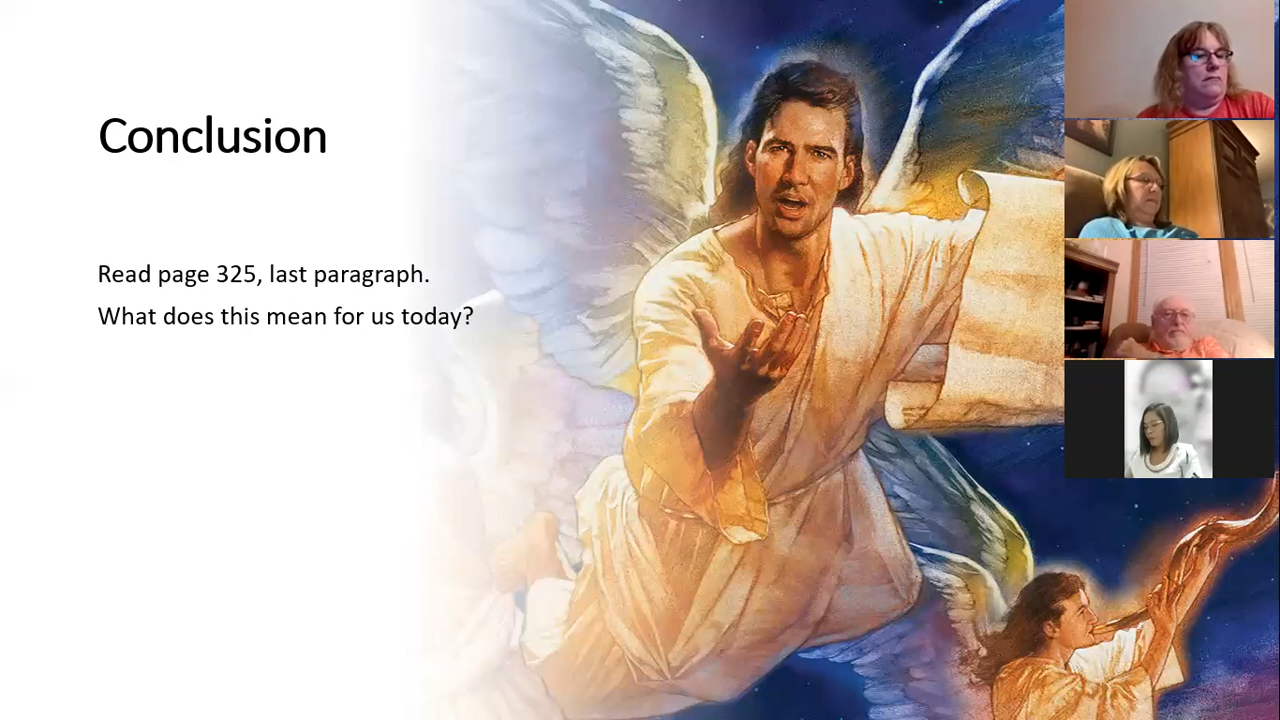 Conclusion
Read page 325, last paragraph.
What does this mean for us today?